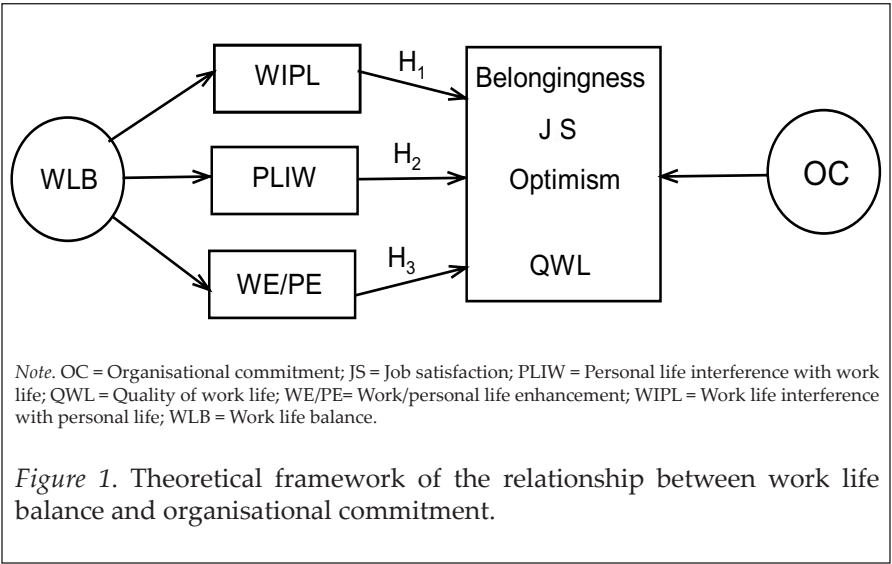 WIPL
H1
Belongingness
J S
WLB
PLIW
H2
Optimism
OC
WE/PE
H3
QWL
Note. OC = Organisational commitment; JS = Job satisfaction; PLIW = Personal life interference with work
life; QWL = Quality of work life; WE/PE= Work/personal life enhancement; WIPL = Work life interference
with personal life; WLB = Work life balance.
Figure 1. Theoretical framework of the relationship between work life
balance and organisational commitment.